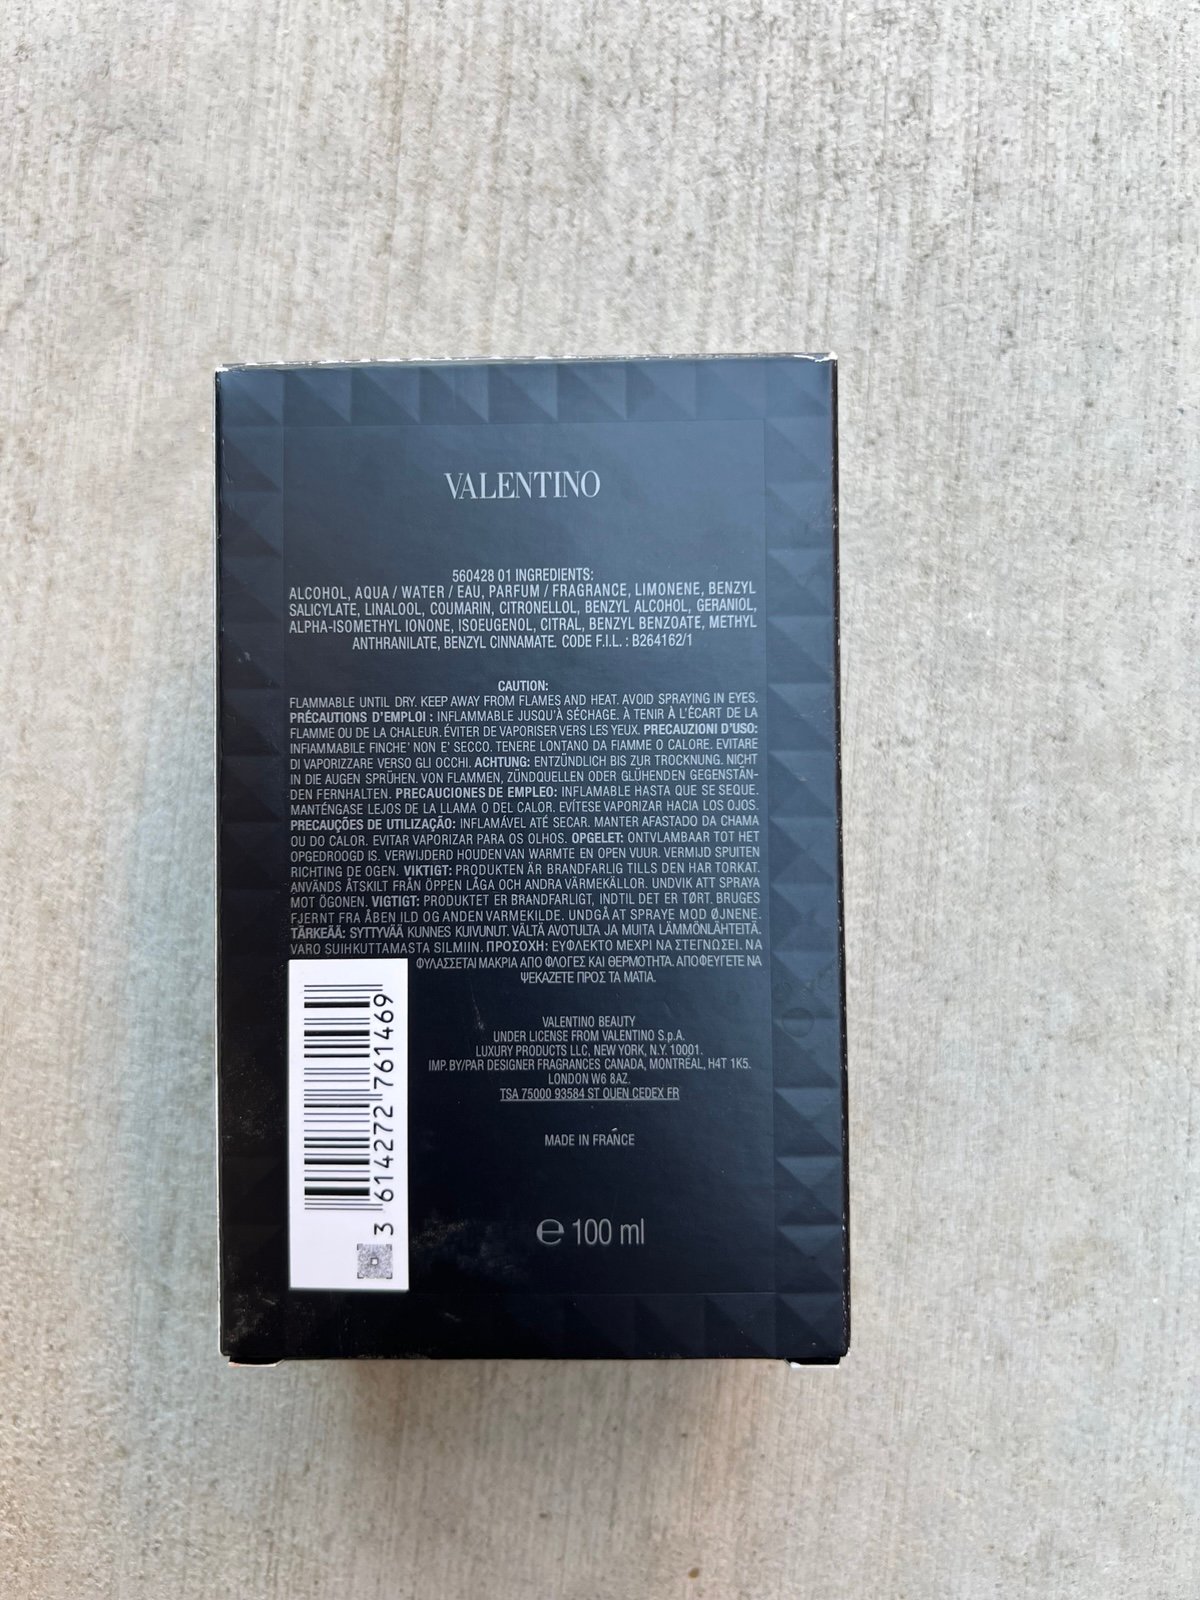 VALENTINO
560428 01 INGREDIENTS:
ALCOHOL, AQUA / WATER / EAU, PARFUM / FRAGRANCE, LIMONENE, BENZYL
SALICYLATE, LINALOOL, COUMARIN, CITRONELLOL, BENZYL ALCOHOL, GERANIOL,
ALPHA-ISOMETHYL IONONE, ISOEUGENOL, CITRAL, BENZYL BENZOATE, METHYL
ANTHRANILATE, BENZYL CINNAMATE. CODE F.I.L. : B264162/1
CAUTION:
FLAMMABLE UNTIL DRY. KEEP AWAY FROM FLAMES AND HEAT. AVOID SPRAYING IN EYES.
PRÉCAUTIONS D'EMPLOI : INFLAMMABLE JUSQU'À SÉCHAGE. À TENIR À L'ÉCART DE LA
FLAMME OU DE LA CHALEUR. ÉVITER DE VAPORISER VERS LES YEUX. PRECAUZIONI D'USO:
INFIAMMABILE FINCHE' NON E' SECCO. TENERE LONTANO DA FIAMME O CALORE. EVITARE
DI VAPORIZZARE VERSO GLI OCCHI. ACHTUNG: ENTZÜNDLICH BIS ZUR TROCKNUNG. NICHT
IN DIE AUGEN SPRÜHEN. VON FLAMMEN, ZÜNDQUELLEN ODER GLÜHENDEN GEGENSTÄN-
DEN FERNHALTEN. PRECAUCIONES DE EMPLEO: INFLAMABLE HASTA QUE SE SEQUE.
MANTÉNGASE LEJOS DE LA LLAMA O DEL CALOR. EVÍTESE VAPORIZAR HACIA LOS OJOS.
PRECAUÇÕES DE UTILIZAÇÃO: INFLAMÁVEL ATÉ SECAR. MANTER AFASTADO DA CHAMA
OU DO CALOR. EVITAR VAPORIZAR PARA OS OLHOS. OPGELET: ONTVLAMBAAR TOT HET
OPGEDROOGD IS. VERWIJDERD HOUDEN VAN WARMTE EN OPEN VUUR. VERMIJD SPUITEN
RICHTING DE OGEN. VIKTIGT: PRODUKTEN ÄR BRANDFARLIG TILLS DEN HAR TORKAT.
ANVÄNDS ÅTSKILT FRÅN ÖPPEN LÅGA OCH ANDRA VÄRMEKÄLLOR. UNDVIK ATT SPRAYA
MOT ÖGONEN. VIGTIGT: PRODUKTET ER BRANDFARLIGT, INDTIL DET ER TØRT. BRUGES
FJERNT FRA ÅBEN ILD OG ANDEN VARMEKILDE. UNDGÅ AT SPRAYE MOD ØJNENE.
TÄRKEÄÄ: SYTTYVÄÄ KUNNES KUIVUNUT. VÄLTÄ AVOTULTA JA MUITA LÄMMÖNLÄHTEITÄ.
VARO SUIHKUTTAMASTA SILMIIN. ΠΡΟΣΟΧΗ: ΕΥΦΛΕΚΤΟ ΜΕΧΡΙ ΝΑ ΣΤΕΓΝΩΣΕΙ. ΝΑ
ΦΥΛΑΣΣΕΤΑΙ ΜΑΚΡΙΑ ΑΠΟ ΦΛΟΓΕΣ ΚΑΙ ΘΕΡΜΟΤΗΤΑ. ΑΠΟΦΕΥΓΕΤΕ ΝΑ
ΨΕΚΑΖΕΤΕ ΠΡΟΣ ΤΑ ΜΑΤΙΑ.
VALENTINO BEAUTY
UNDER LICENSE FROM VALENTINO S.p.A.
LUXURY PRODUCTS LLC, NEW YORK, N.Y. 10001.
IMP. BY/PAR DESIGNER FRAGRANCES CANADA, MONTRÉAL, H4T 1K5.
LONDON W6 8AZ.
TSA 75000 93584 ST OUEN CEDEX FR
MADE IN FRANCE
℮ 100 ml
3 614272 761469